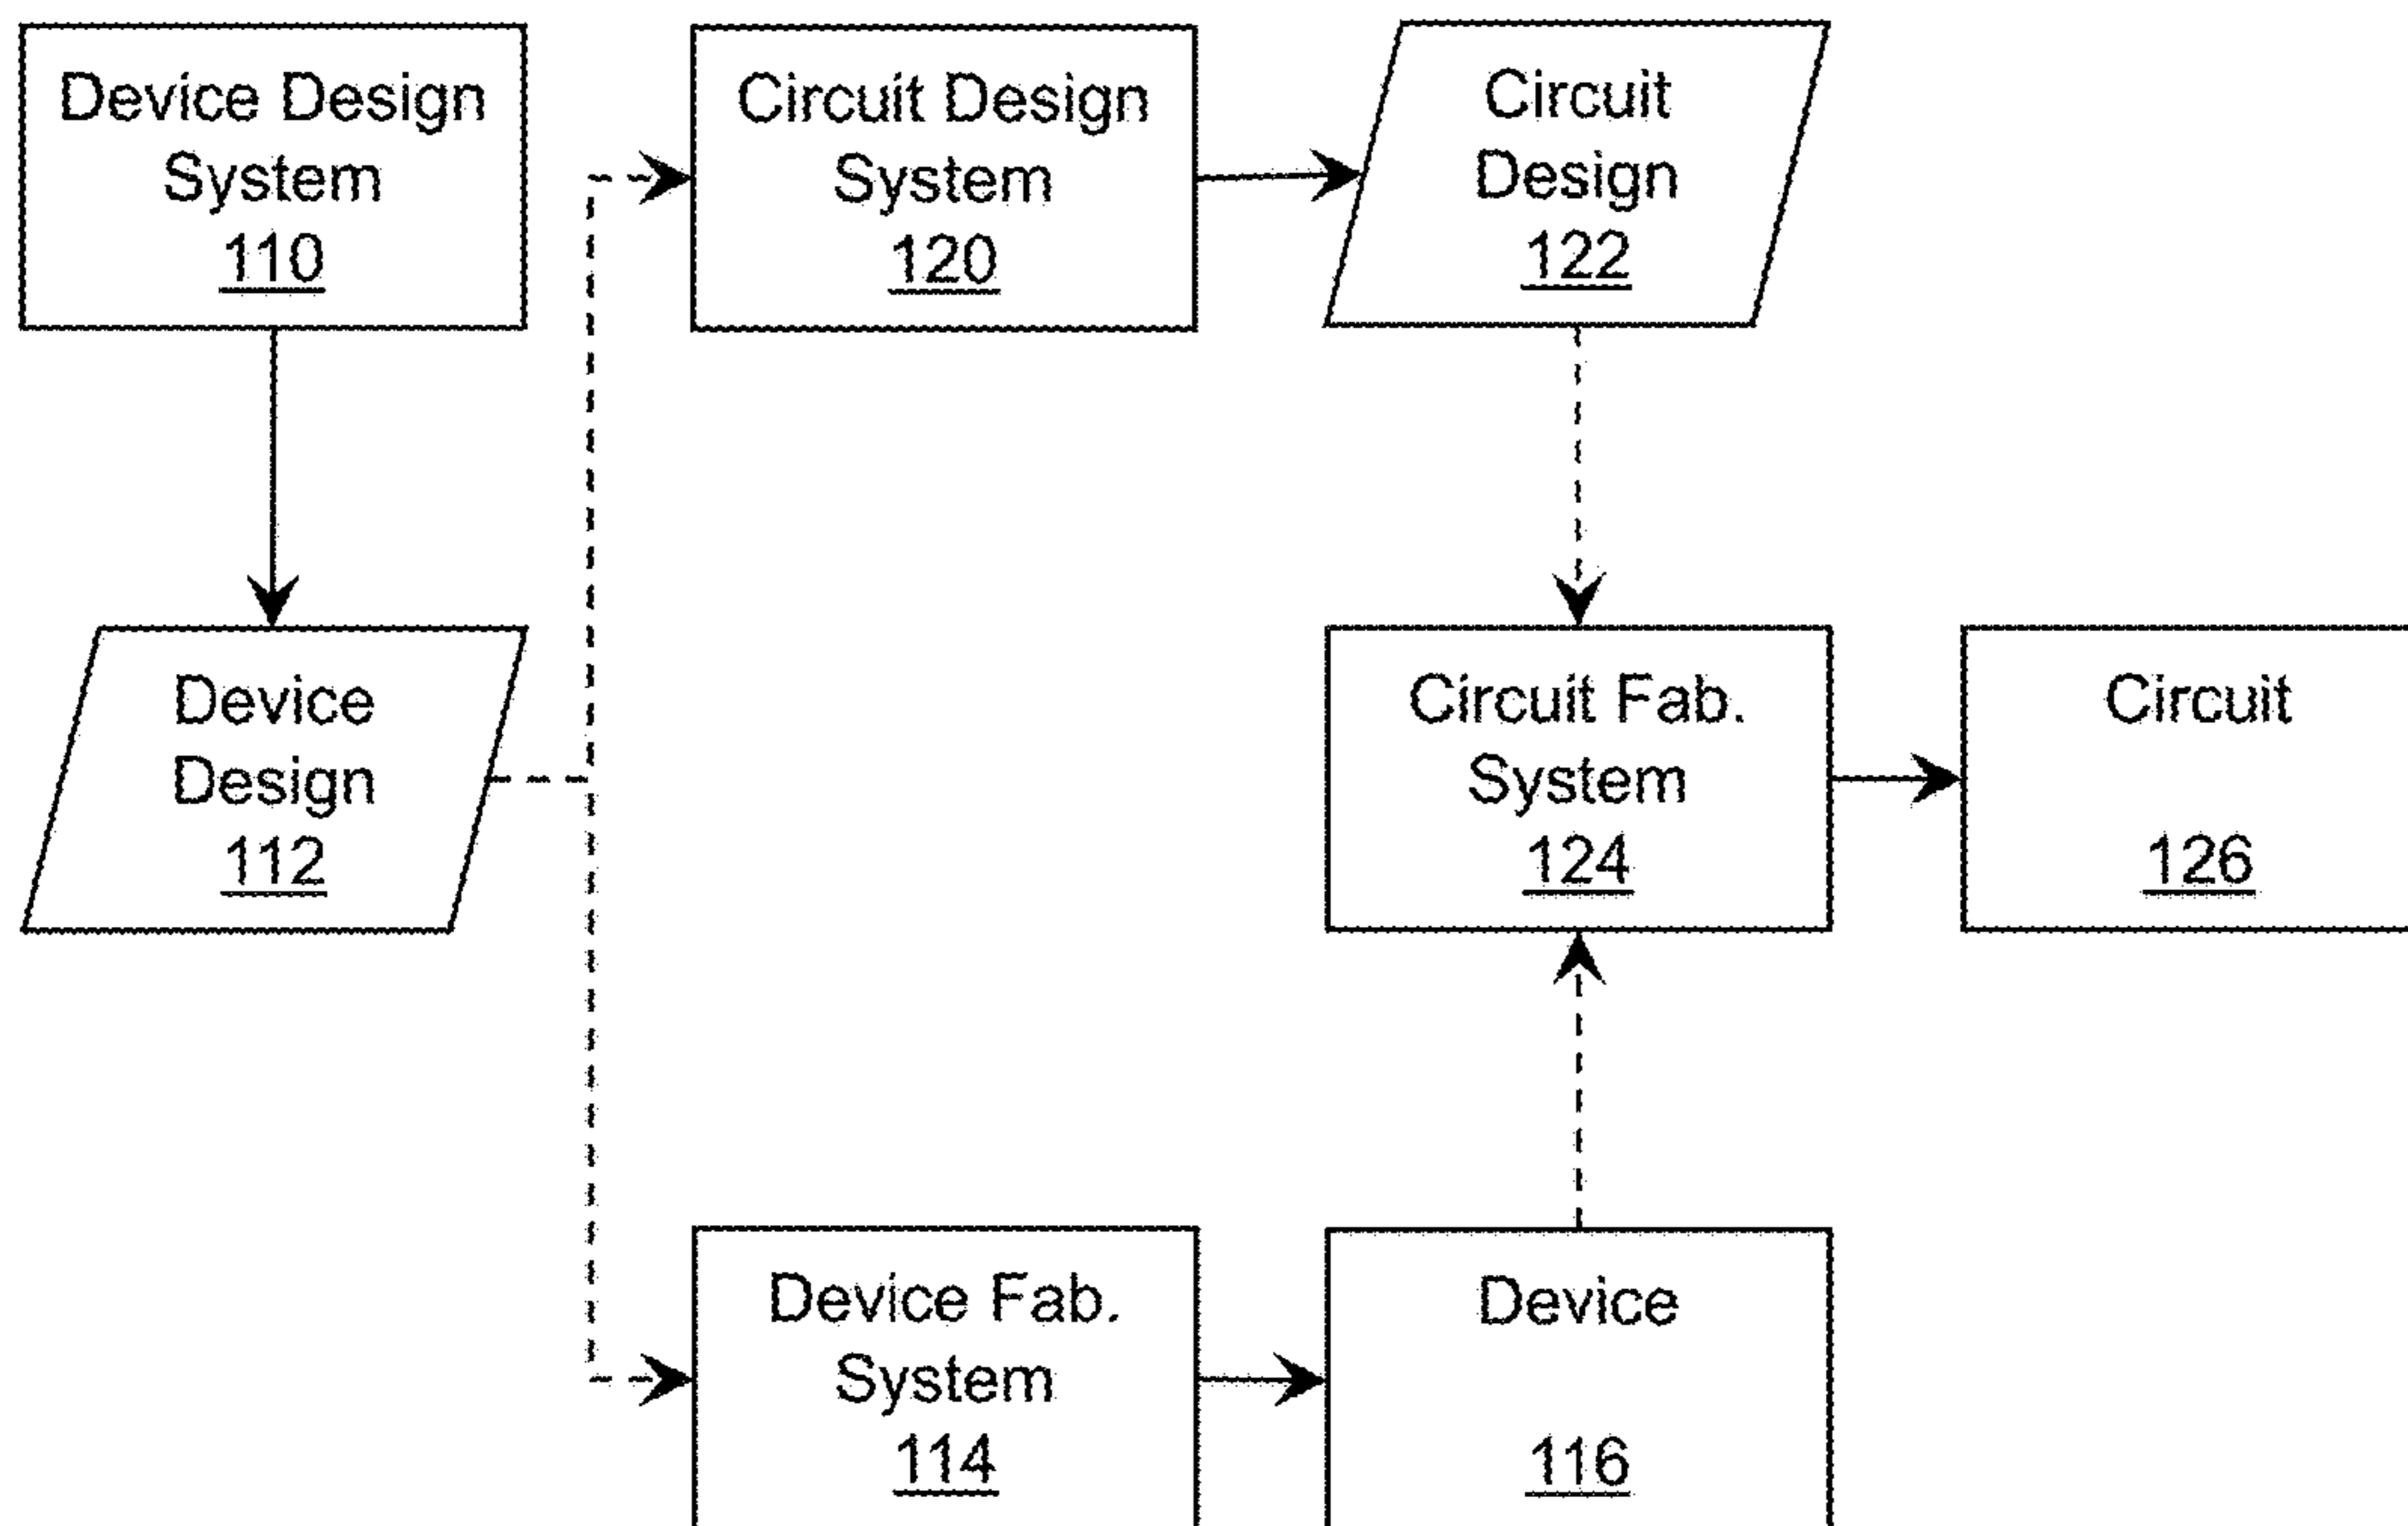 Device Design
System
110
Circuit Design
System
120
Circuit
Design
122
Device
Design
112
Circuit Fab.
System
124
Circuit
126
Device Fab.
System
114
Device
116